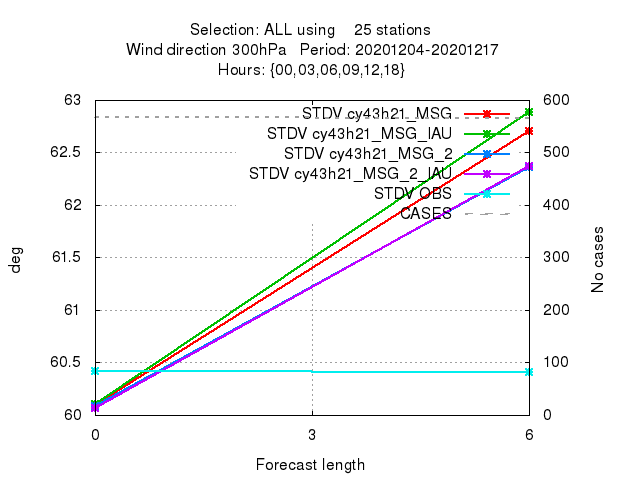 Selection: ALL using 25 stations
Wind direction 300hPa Period: 20201204-20201217
Hours: {00,03,06,09,12,18}
63 600
STDV cy43h21_MSG
STDV cy43h21_MSG_IAU
62.5 500
STDV cy43h21_MSG_2
STDV cy43h21_MSG_2_IAU
STDV OBS
62 400
CASES
61.5 300
deg
No cases
61 200
60.5 100
60 0
0 3 6
Forecast length